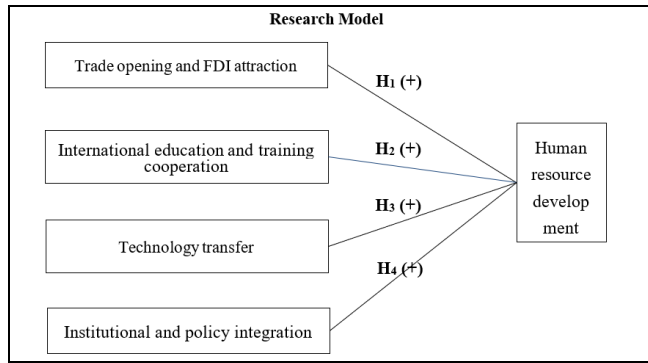 Research Model
Trade opening and FDI attraction
H₁ (+)
International education and training
cooperation
H₂ (+)
Human
resource
develop
ment
H₃ (+)
Technology transfer
H₄ (+)
Institutional and policy integration